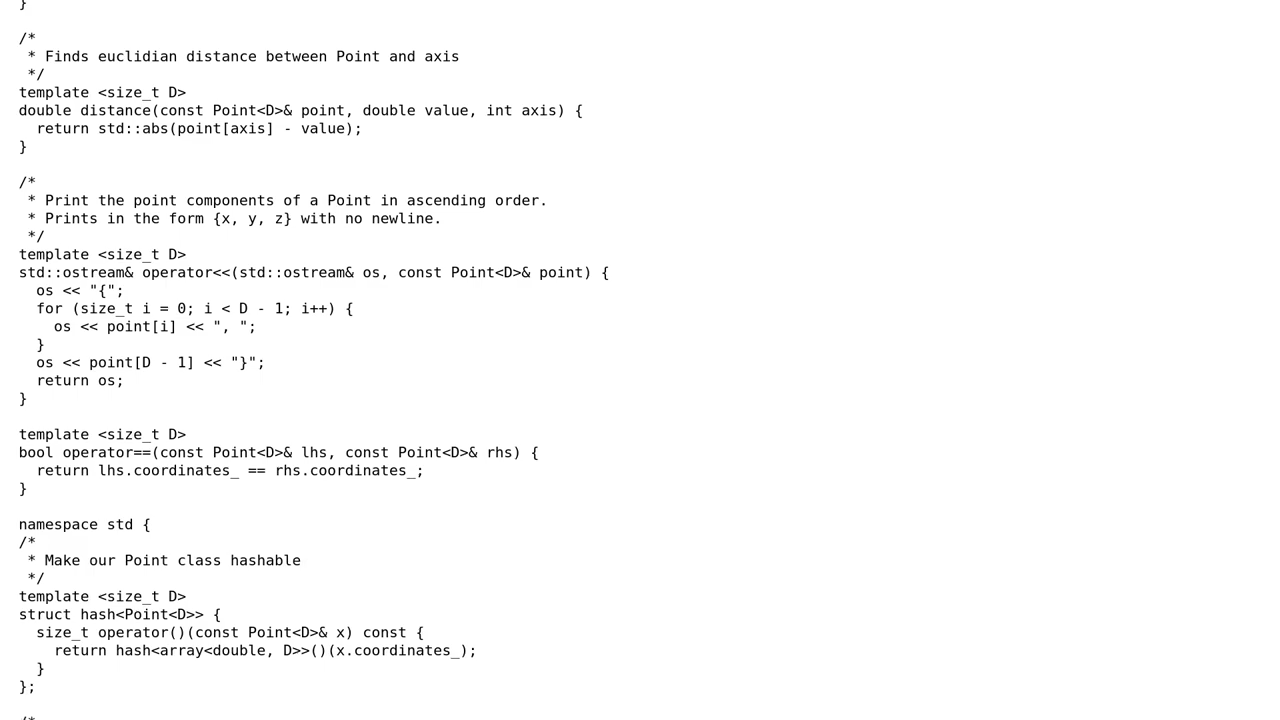 }

/*
 * Finds euclidian distance between Point and axis
 */
template <size_t D>
double distance(const Point<D>& point, double value, int axis) {
  return std::abs(point[axis] - value);
}

/*
 * Print the point components of a Point in ascending order.
 * Prints in the form {x, y, z} with no newline.
 */
template <size_t D>
std::ostream& operator<<(std::ostream& os, const Point<D>& point) {
  os << "{";
  for (size_t i = 0; i < D - 1; i++) {
    os << point[i] << ", ";
  }
  os << point[D - 1] << "}";
  return os;
}

template <size_t D>
bool operator==(const Point<D>& lhs, const Point<D>& rhs) {
  return lhs.coordinates_ == rhs.coordinates_;
}

namespace std {
/*
 * Make our Point class hashable
 */
template <size_t D>
struct hash<Point<D>> {
  size_t operator()(const Point<D>& x) const {
    return hash<array<double, D>>()(x.coordinates_);
  }
};

/*